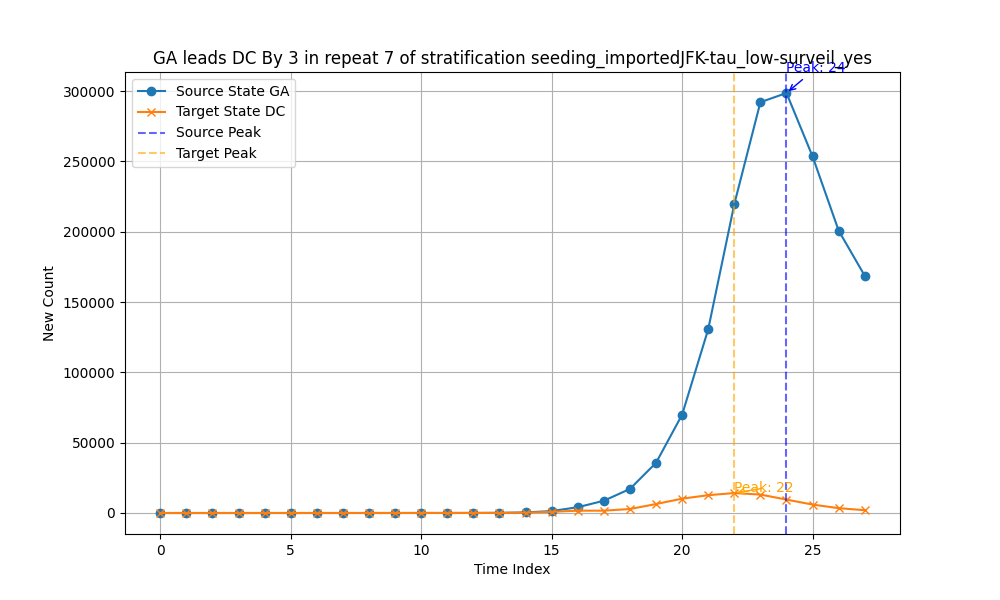 GA leads DC By 3 in repeat 7 of stratification seeding_importedJFK-tau_low-surveil_yes
Peak: 24
Source State GA
Target State DC
Source Peak
Target Peak
300000
250000
200000
150000
100000
50000
0
New Count
Peak: 22
0 5 10 15 20 25
Time Index